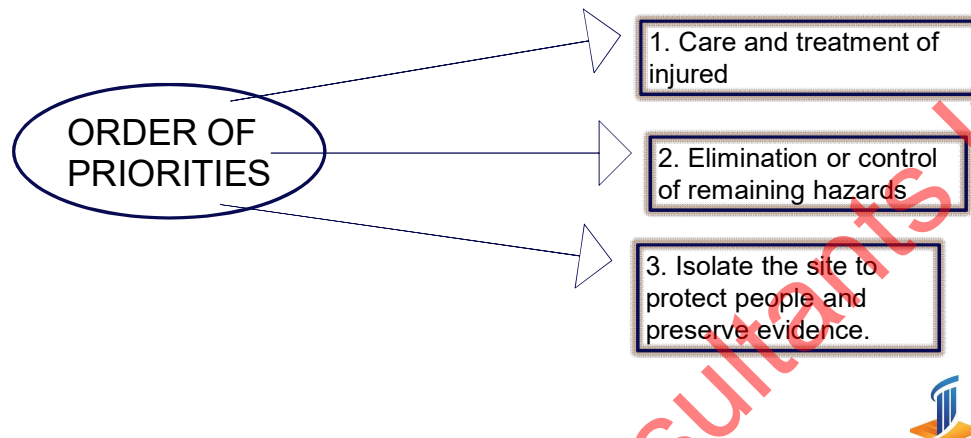 ORDER OF
PRIORITIES
1. Care and treatment of
injured
2. Elimination or control
of remaining hazards
3. Isolate the site to
protect people and
preserve evidence.
sultants